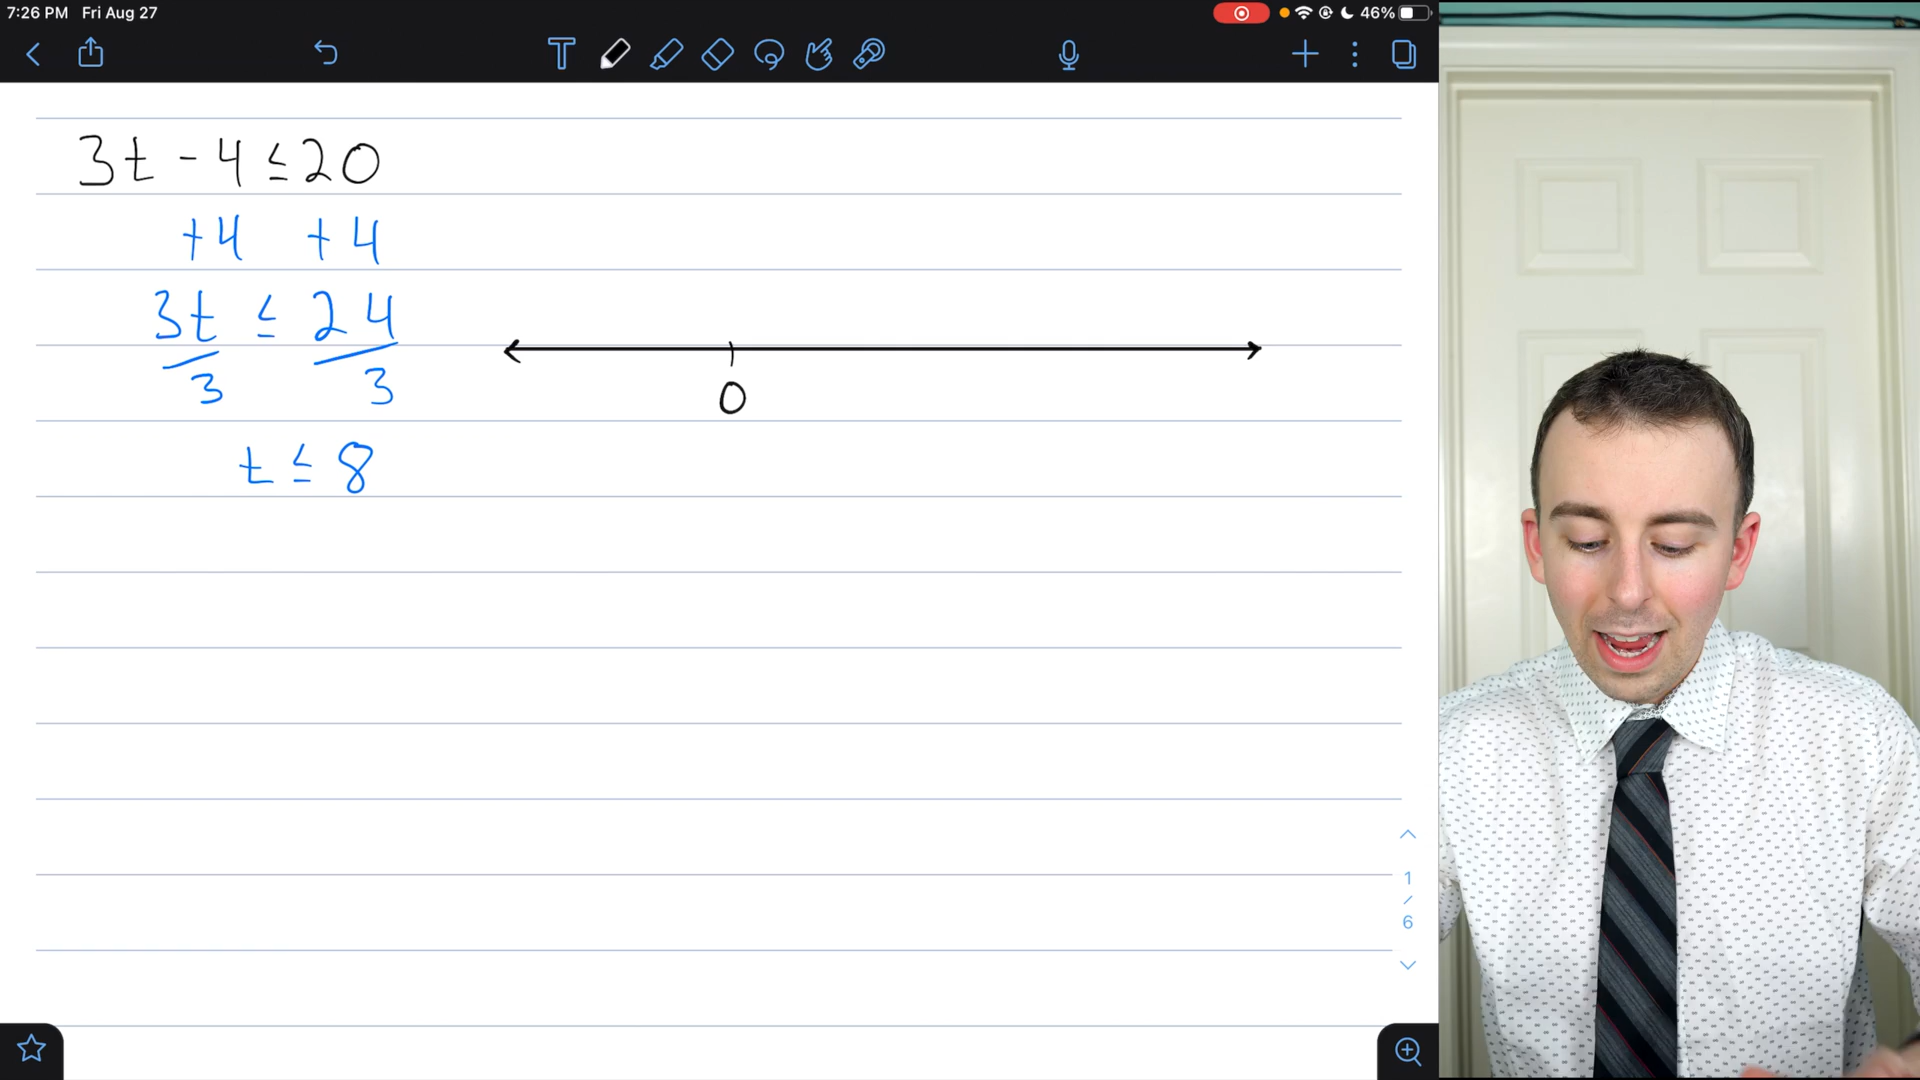 7:26 PM Fri Aug 27
46%
T
3t - 4 ≤ 20
+4 +4
3t ≤ 24
3 3
0
t ≤ 8
1
/
6